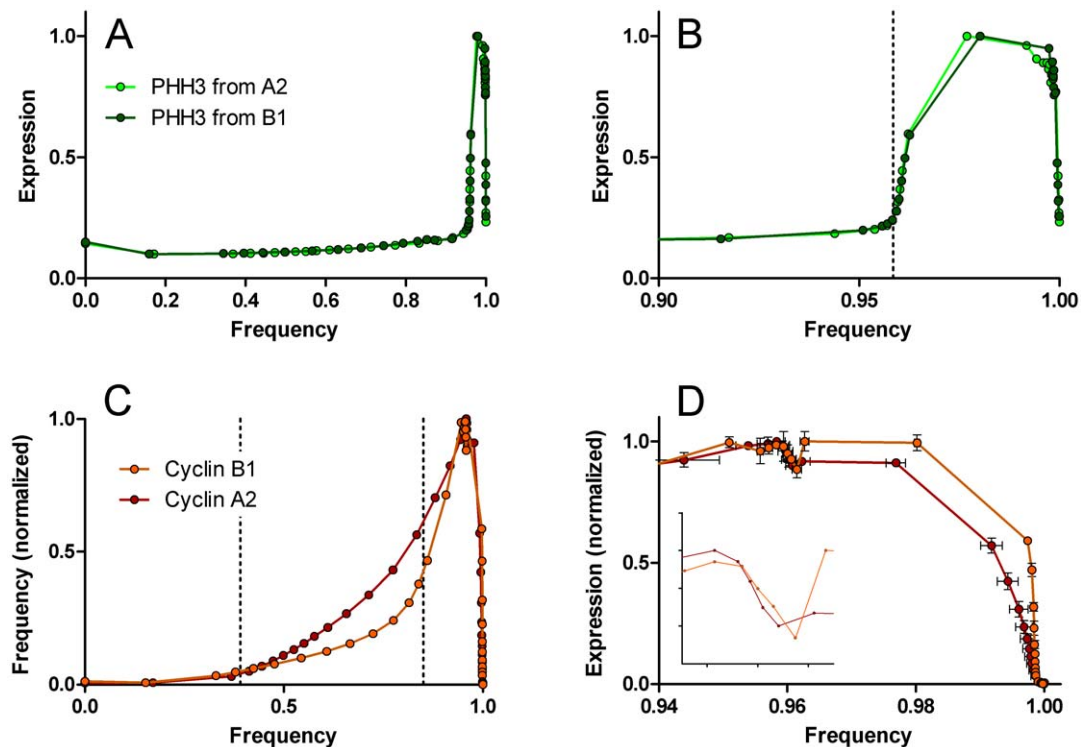 A
1.0
0.5
0.0
Expression
PHH3 from A2
PHH3 from B1
0.0 0.2 0.4 0.6 0.8 1.0
Frequency
B
1.0
0.5
0.0
Expression
0.90 0.95 1.00
Frequency
C
1.0
0.5
0.0
Frequency (normalized)
Cyclin B1
Cyclin A2
0.0 0.5 1.0
Frequency
D
1.0
0.5
0.0
Expression (normalized)
0.94 0.96 0.98 1.00
Frequency